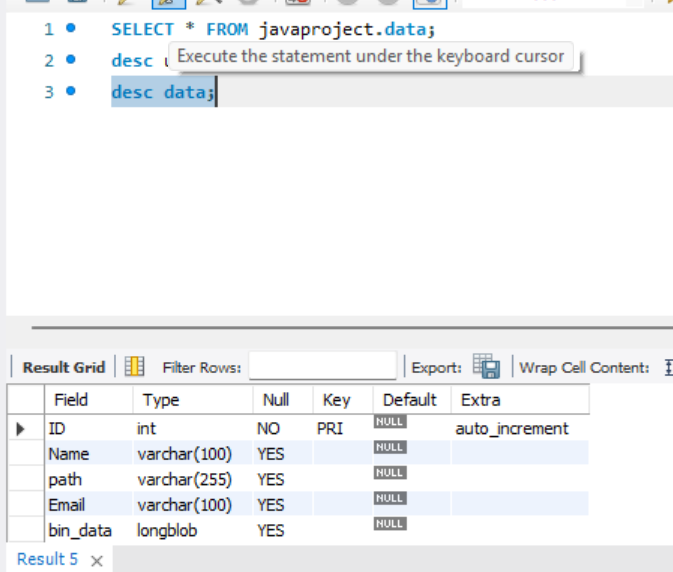 1 SELECT * FROM javaproject.data;
2 desc
Execute the statement under the keyboard cursor
3 desc data;
Result Grid Filter Rows: Export: Wrap Cell Content:
Field Type Null Key Default Extra
ID int NO PRI NULL auto_increment
Name varchar(100) YES NULL
path varchar(255) YES NULL
Email varchar(100) YES NULL
bin_data longblob YES NULL
Result 5 ×